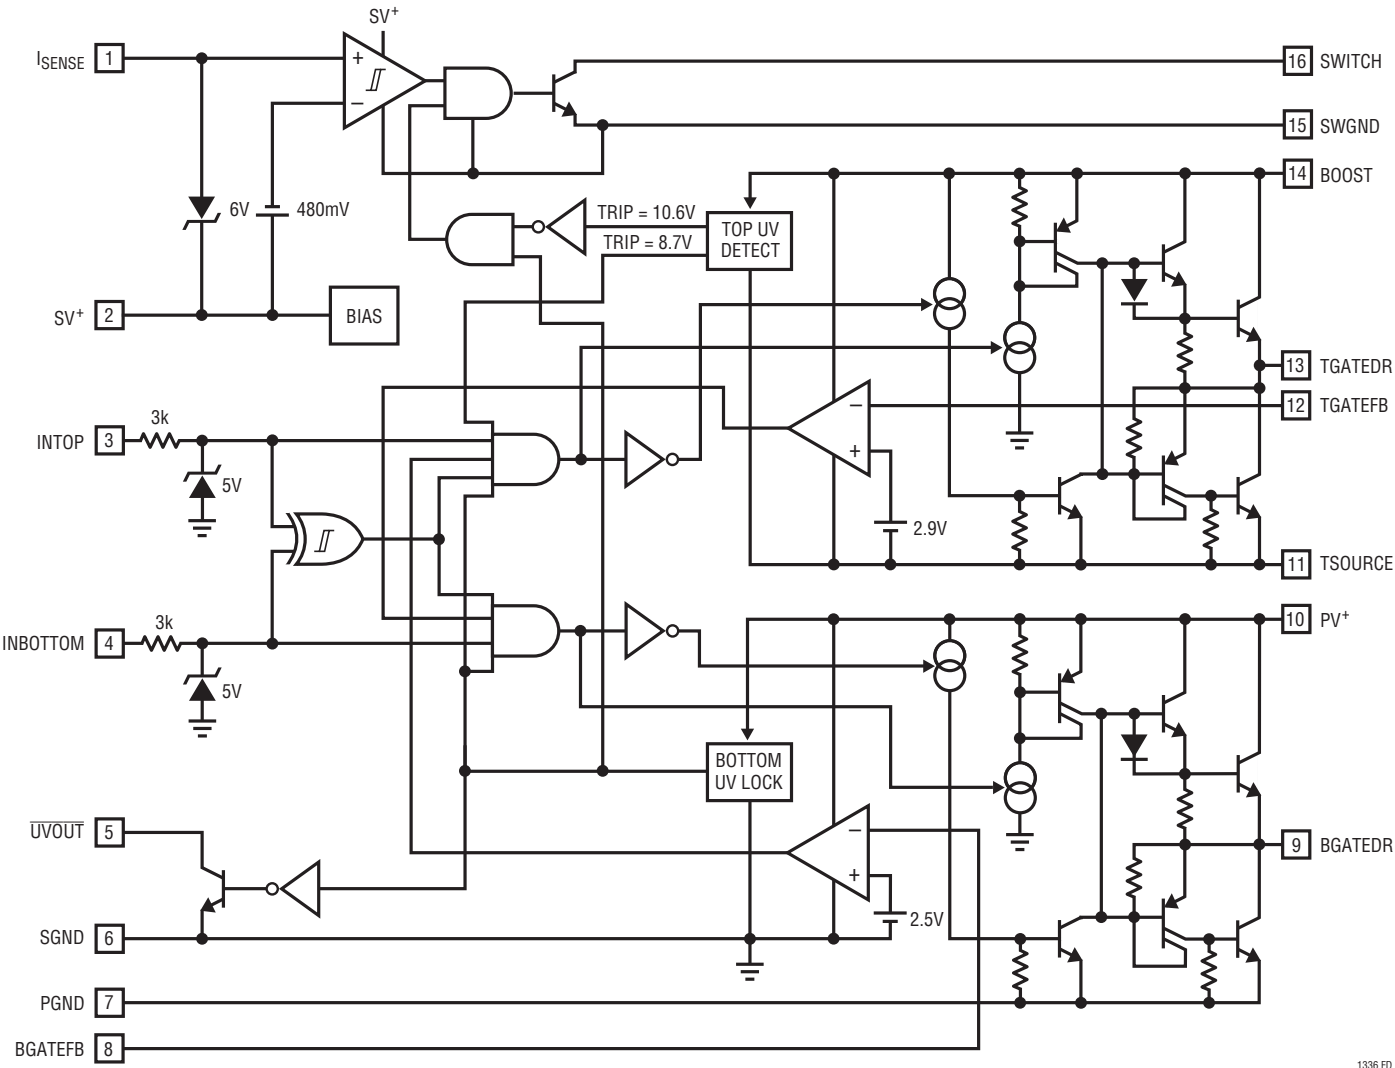 SV+
ISENSE 1
+
–
16 SWITCH
15 SWGND
14 BOOST
6V
480mV
TRIP = 10.6V
TRIP = 8.7V
TOP UV
DETECT
SV+ 2
BIAS
13 TGATEDR
12 TGATEFB
–
+
3k
INTOP 3
5V
2.9V
11 TSOURCE
10 PV+
3k
INBOTTOM 4
5V
BOTTOM
UV LOCK
UVOUT 5
–
+
9 BGATEDR
2.5V
SGND 6
PGND 7
BGATEFB 8
1336 FD